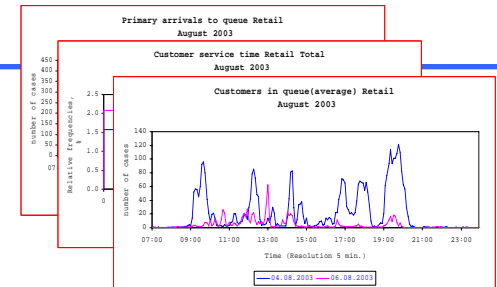 Primary arrivals to queue Retail
August 2003
number of cases
450
400
350
300
250
200
150
100
50
0
07
Customer service time Retail Total
August 2003
Relative frequencies, %
2.5
2.0
1.5
1.0
0.5
0.0
0
Customers in queue(average) Retail
August 2003
number of cases
140
120
100
80
60
40
20
0
07:00 09:00 11:00 13:00 15:00 17:00 19:00 21:00 23:00
Time (Resolution 5 min.)
04.08.2003 06.08.2003